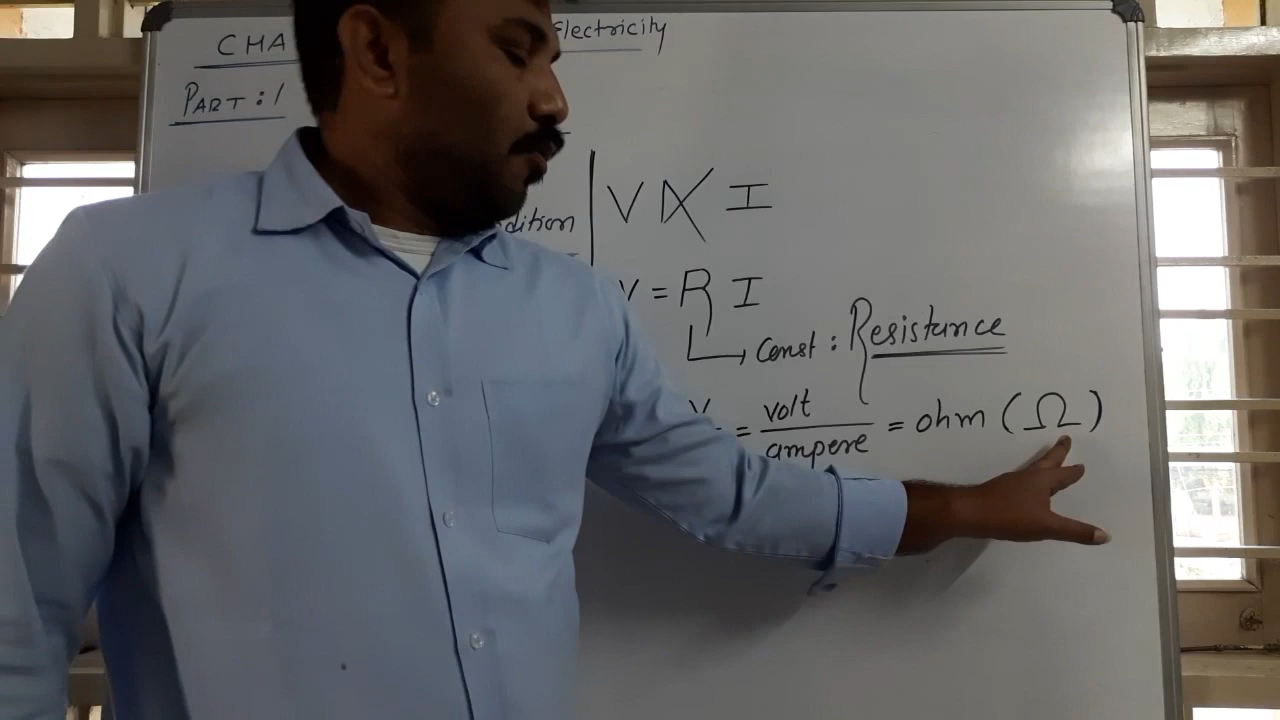 CHA Electricity
PART : 1
dition
V ∝ I
V = R I
Const : Resistance
V = volt / ampere = ohm (Ω)